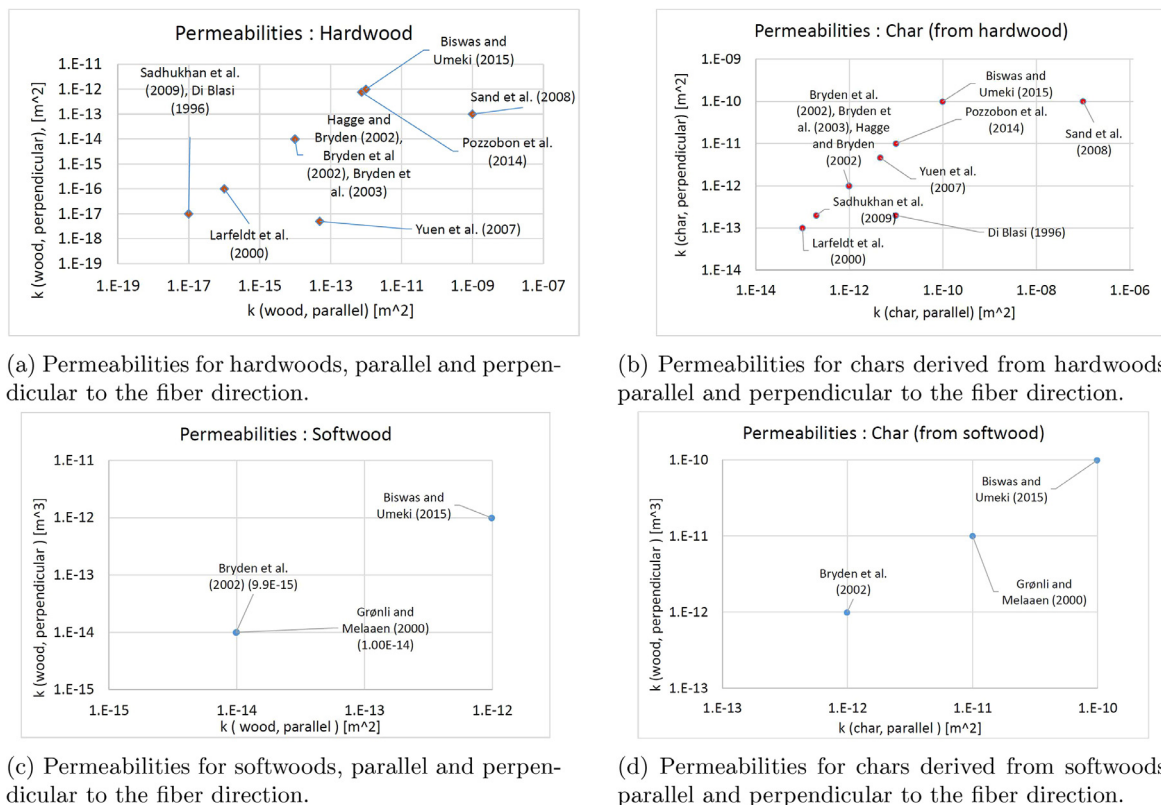 Permeabilities : Hardwood
k (wood, perpendicular), [m^2]
1.E-11
1.E-12
1.E-13
1.E-14
1.E-15
1.E-16
1.E-17
1.E-18
1.E-19
Sadhukhan et al.
(2009), Di Blasi
(1996)
Biswas and
Umeki (2015)
Sand et al. (2008)
Hagge and
Bryden (2002),
Bryden et al
(2002), Bryden et
al. (2003)
Pozzobon et al.
(2014)
Larfeldt et al.
(2000)
Yuen et al. (2007)
1.E-19 1.E-17 1.E-15 1.E-13 1.E-11 1.E-09 1.E-07
k (wood, parallel) [m^2]
(a) Permeabilities for hardwoods, parallel and perpen-
dicular to the fiber direction.
Permeabilities : Char (from hardwood)
k (char, perpendicular) [m^2]
1.E-09
1.E-10
1.E-11
1.E-12
1.E-13
1.E-14
Bryden et al.
(2002), Bryden et
al. (2003), Hagge
and Bryden
(2002)
Biswas and
Umeki (2015)
Pozzobon et al.
(2014)
Sand et al.
(2008)
Yuen et al.
(2007)
Sadhukhan et al.
(2009)
Di Blasi (1996)
Larfeldt et al.
(2000)
1.E-14 1.E-12 1.E-10 1.E-08 1.E-06
k (char, parallel) [m^2]
(b) Permeabilities for chars derived from hardwoods
parallel and perpendicular to the fiber direction.
Permeabilities : Softwood
k (wood, perpendicular ) [m^3]
1.E-11
1.E-12
1.E-13
1.E-14
1.E-15
Biswas and
Umeki (2015)
Bryden et al.
(2002) (9.9E-15)
Grønli and
Melaaen (2000)
(1.00E-14)
1.E-15 1.E-14 1.E-13 1.E-12
k ( wood, parallel ) [m^2]
(c) Permeabilities for softwoods, parallel and perpen-
dicular to the fiber direction.
Permeabilities : Char (from softwood)
k (wood, perpendicular ) [m^3]
1.E-10
1.E-11
1.E-12
1.E-13
Biswas and
Umeki (2015)
Bryden et al.
(2002)
Grønli and
Melaaen (2000)
1.E-13 1.E-12 1.E-11 1.E-10
k (char, parallel ) [m^2]
(d) Permeabilities for chars derived from softwoods
parallel and perpendicular to the fiber direction.